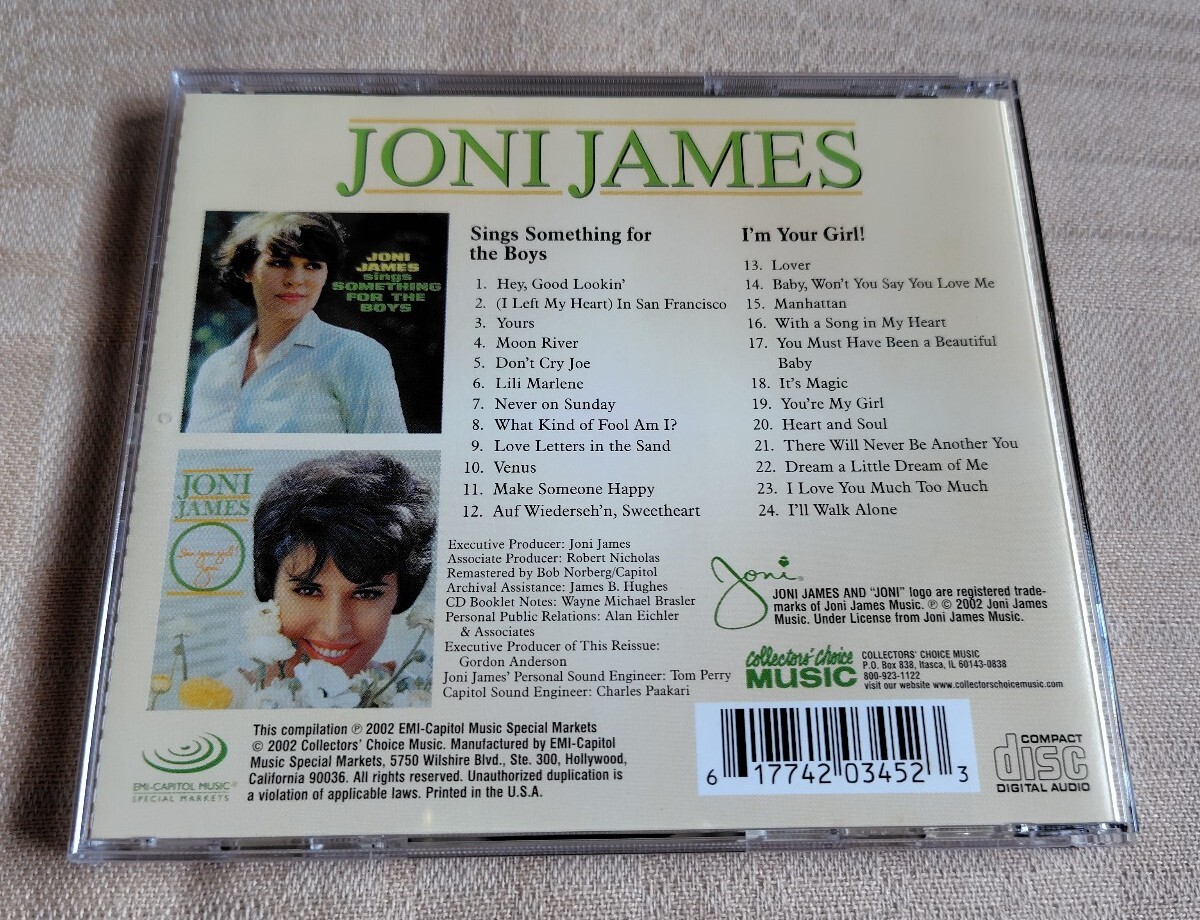 JONI JAMES
JONI
JAMES
sings
SOMETHING
FOR THE
BOYS
JONI
JAMES
I'm your girl!
Joni
Sings Something for
the Boys
1. Hey, Good Lookin'
2. (I Left My Heart) In San Francisco
3. Yours
4. Moon River
5. Don't Cry Joe
6. Lili Marlene
7. Never on Sunday
8. What Kind of Fool Am I?
9. Love Letters in the Sand
10. Venus
11. Make Someone Happy
12. Auf Wiederseh'n, Sweetheart
I'm Your Girl!
13. Lover
14. Baby, Won't You Say You Love Me
15. Manhattan
16. With a Song in My Heart
17. You Must Have Been a Beautiful
Baby
18. It's Magic
19. You're My Girl
20. Heart and Soul
21. There Will Never Be Another You
22. Dream a Little Dream of Me
23. I Love You Much Too Much
24. I'll Walk Alone
Executive Producer: Joni James
Associate Producer: Robert Nicholas
Remastered by Bob Norberg/Capitol
Archival Assistance: James B. Hughes
CD Booklet Notes: Wayne Michael Brasler
Personal Public Relations: Alan Eichler
& Associates
Executive Producer of This Reissue:
Gordon Anderson
Joni James' Personal Sound Engineer: Tom Perry
Capitol Sound Engineer: Charles Paakari
Joni®
JONI JAMES AND "JONI" logo are registered trade-
marks of Joni James Music. ℗ © 2002 Joni James
Music. Under License from Joni James Music.
Collectors' Choice
MUSIC
COLLECTORS' CHOICE MUSIC
P.O. Box 838, Itasca, IL 60143-0838
800-923-1122
visit our website www.collectorschoicemusic.com
EMI-CAPITOL MUSIC®
SPECIAL MARKETS
This compilation ℗ 2002 EMI-Capitol Music Special Markets
© 2002 Collectors' Choice Music. Manufactured by EMI-Capitol
Music Special Markets, 5750 Wilshire Blvd., Ste. 300, Hollywood,
California 90036. All rights reserved. Unauthorized duplication is
a violation of applicable laws. Printed in the U.S.A.
6 17742 03452 3
COMPACT
disc
DIGITAL AUDIO